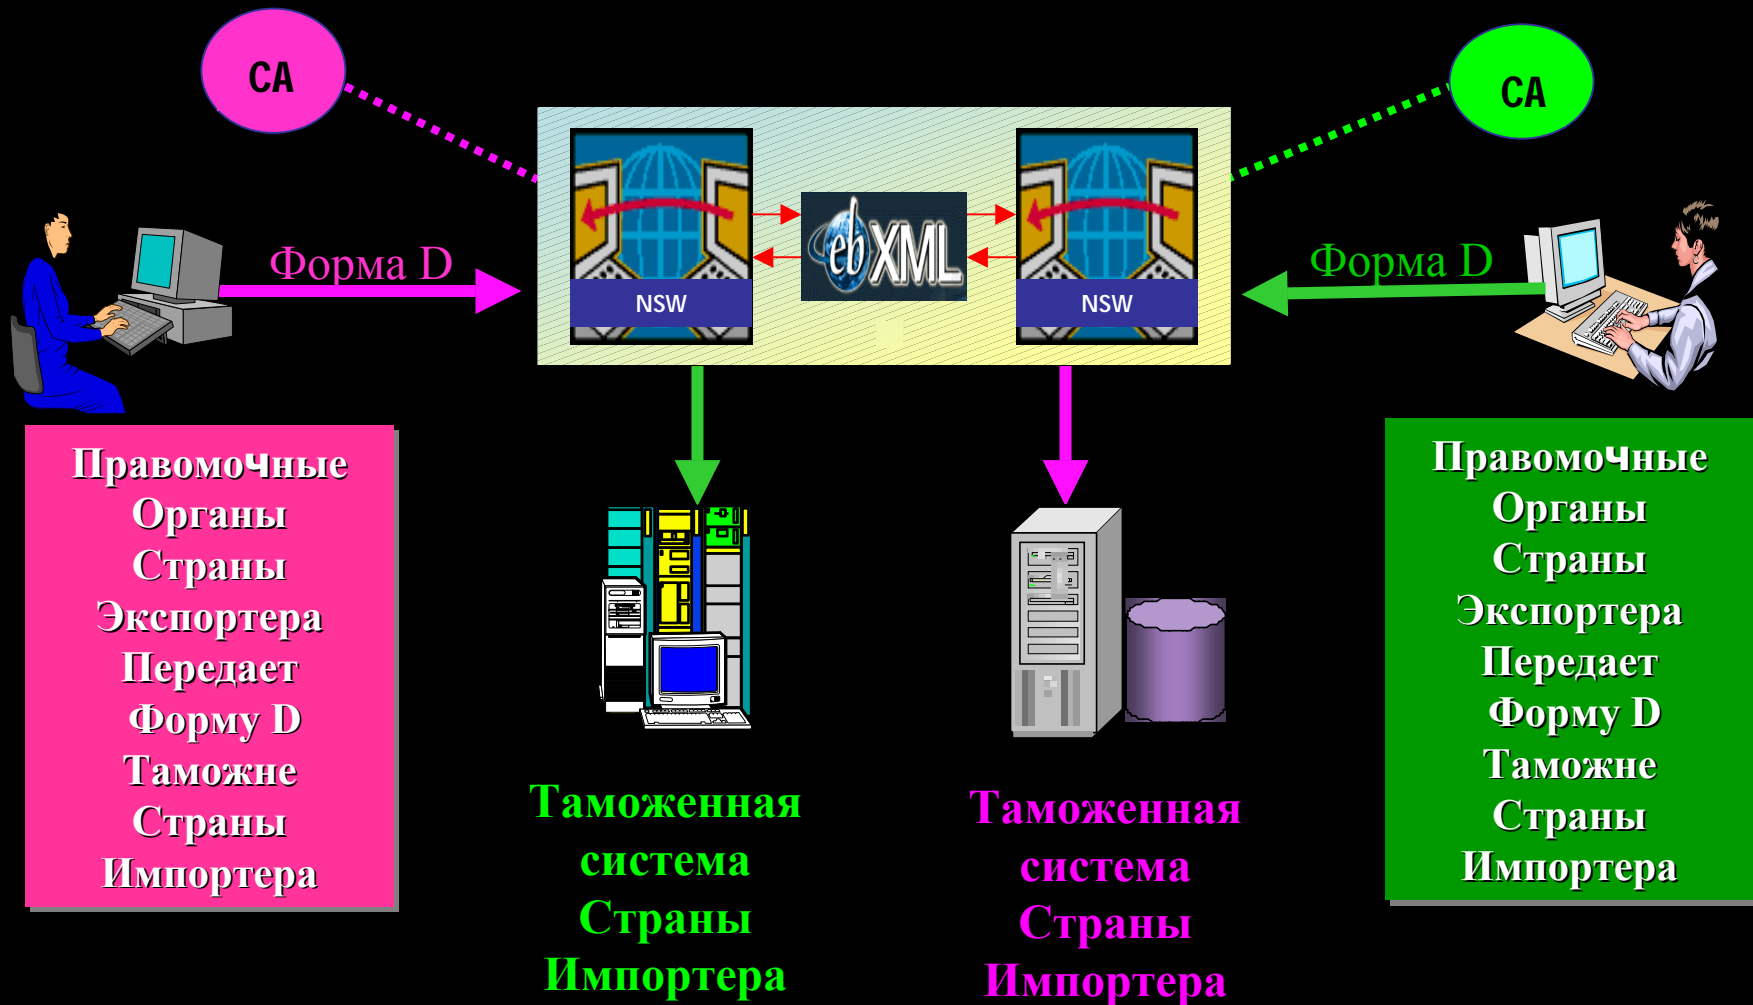 CA
CA
NSW
ebXML
NSW
Форма D
Форма D
Правомочные
Органы
Страны
Экспортера
Передает
Форму D
Таможне
Страны
Импортера
Таможенная
система
Страны
Импортера
Таможенная
система
Страны
Импортера
Правомочные
Органы
Страны
Экспортера
Передает
Форму D
Таможне
Страны
Импортера